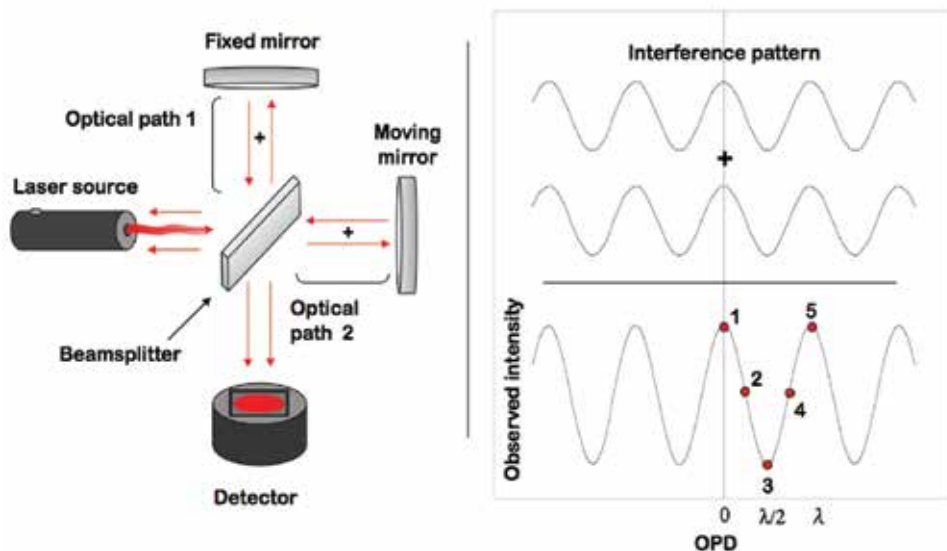 Fixed mirror
Optical path 1
+
Moving
mirror
Laser source
+
Optical
path 2
Beamsplitter
Detector
Interference pattern
+
Observed intensity
1
5
2
4
3
0 λ/2 λ
OPD